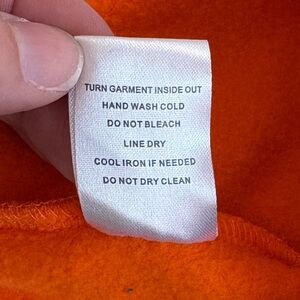 TURN GARMENT INSIDE OUT
HAND WASH COLD
DO NOT BLEACH
LINE DRY
COOL IRON IF NEEDED
DO NOT DRY CLEAN